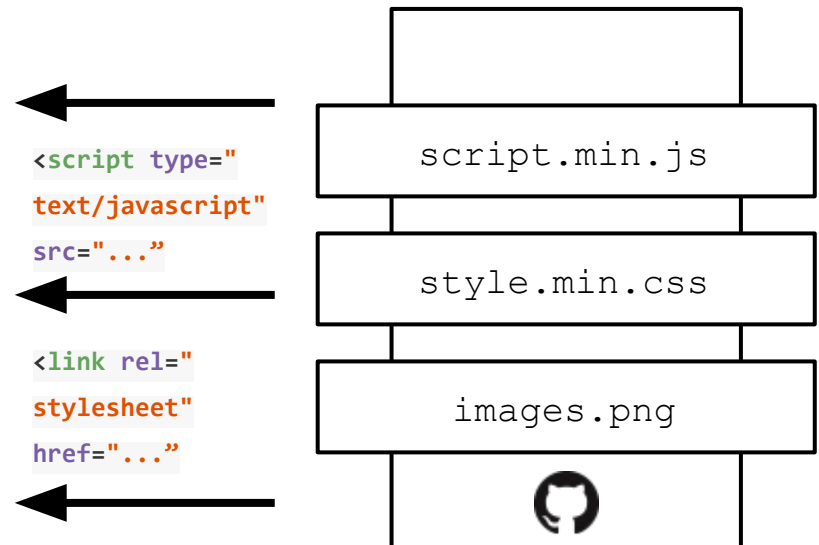 <script type="
text/javascript"
src="...”
<link rel="
stylesheet"
href="...”
script.min.js
style.min.css
images.png